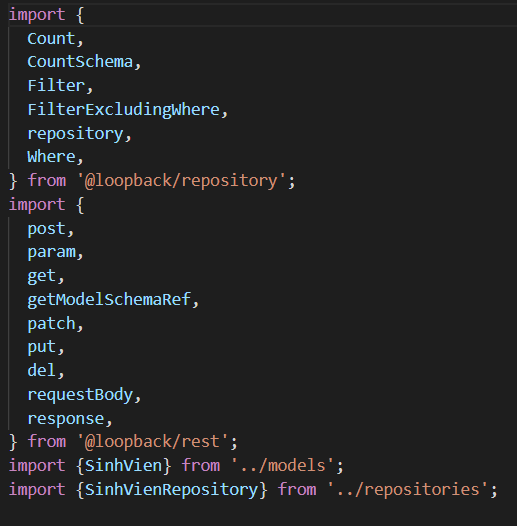 import {
  Count,
  CountSchema,
  Filter,
  FilterExcludingWhere,
  repository,
  Where,
} from '@loopback/repository';
import {
  post,
  param,
  get,
  getModelSchemaRef,
  patch,
  put,
  del,
  requestBody,
  response,
} from '@loopback/rest';
import {SinhVien} from '../models';
import {SinhVienRepository} from '../repositories';